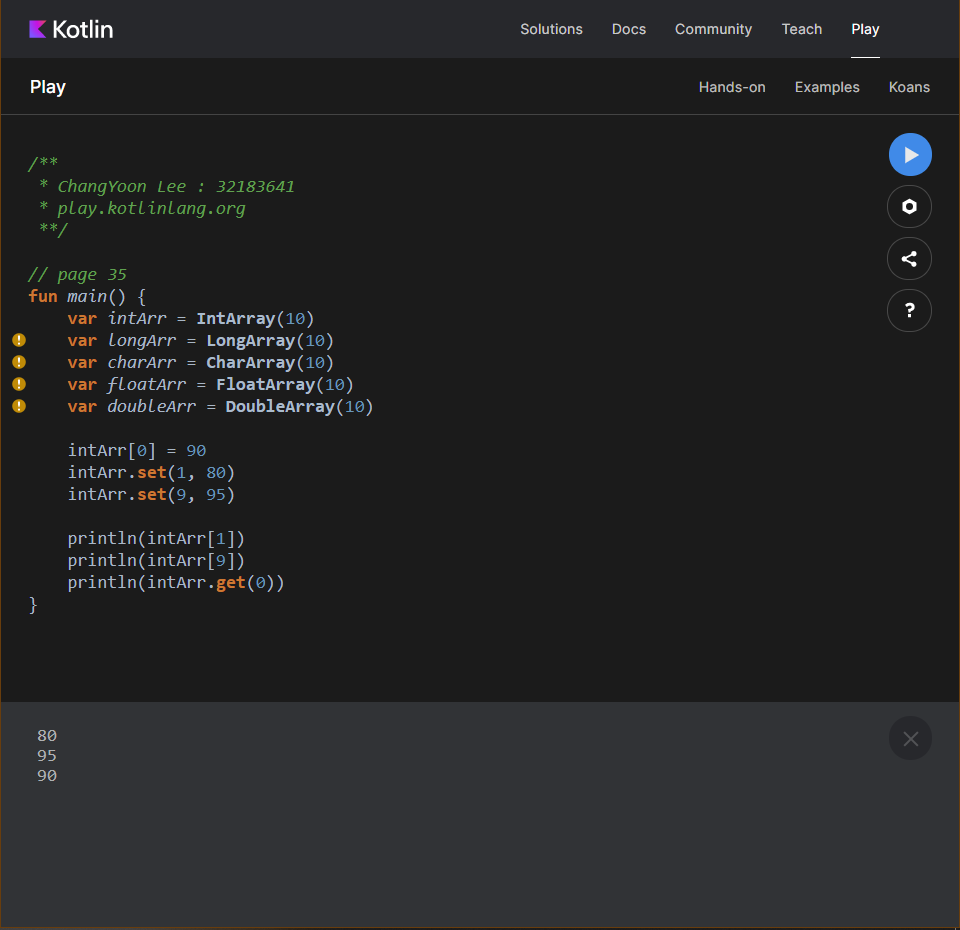 Kotlin
Solutions Docs Community Teach Play
Play
Hands-on Examples Koans
/**
 * ChangYoon Lee : 32183641
 * play.kotlinlang.org
 **/
// page 35
fun main() {
    var intArr = IntArray(10)
    var longArr = LongArray(10)
    var charArr = CharArray(10)
    var floatArr = FloatArray(10)
    var doubleArr = DoubleArray(10)
    intArr[0] = 90
    intArr.set(1, 80)
    intArr.set(9, 95)
    println(intArr[1])
    println(intArr[9])
    println(intArr.get(0))
}
80
95
90